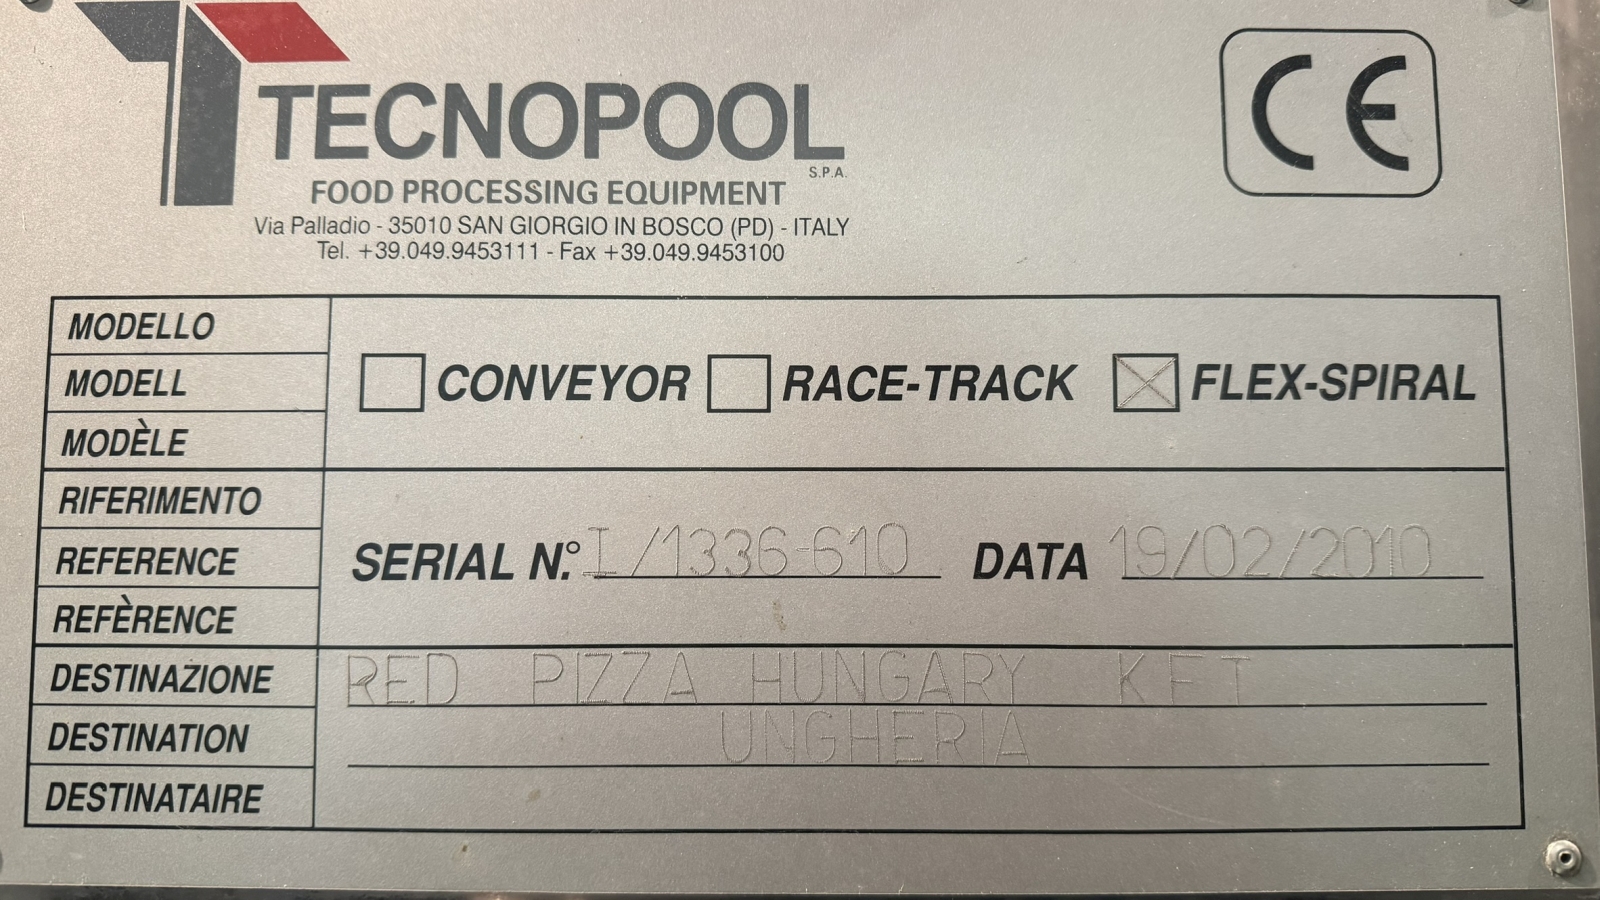 TECNOPOOL
S.P.A.
FOOD PROCESSING EQUIPMENT
Via Palladio - 35010 SAN GIORGIO IN BOSCO (PD) - ITALY
Tel. +39.049.9453111 - Fax +39.049.9453100
CE
MODELLO
MODELL
MODÈLE
CONVEYOR RACE-TRACK FLEX-SPIRAL
RIFERIMENTO
REFERENCE
REFÈRENCE
SERIAL N.° I/1336-610 DATA 19/02/2010
DESTINAZIONE
DESTINATION
DESTINATAIRE
RED PIZZA HUNGARY KFT
UNGHERIA